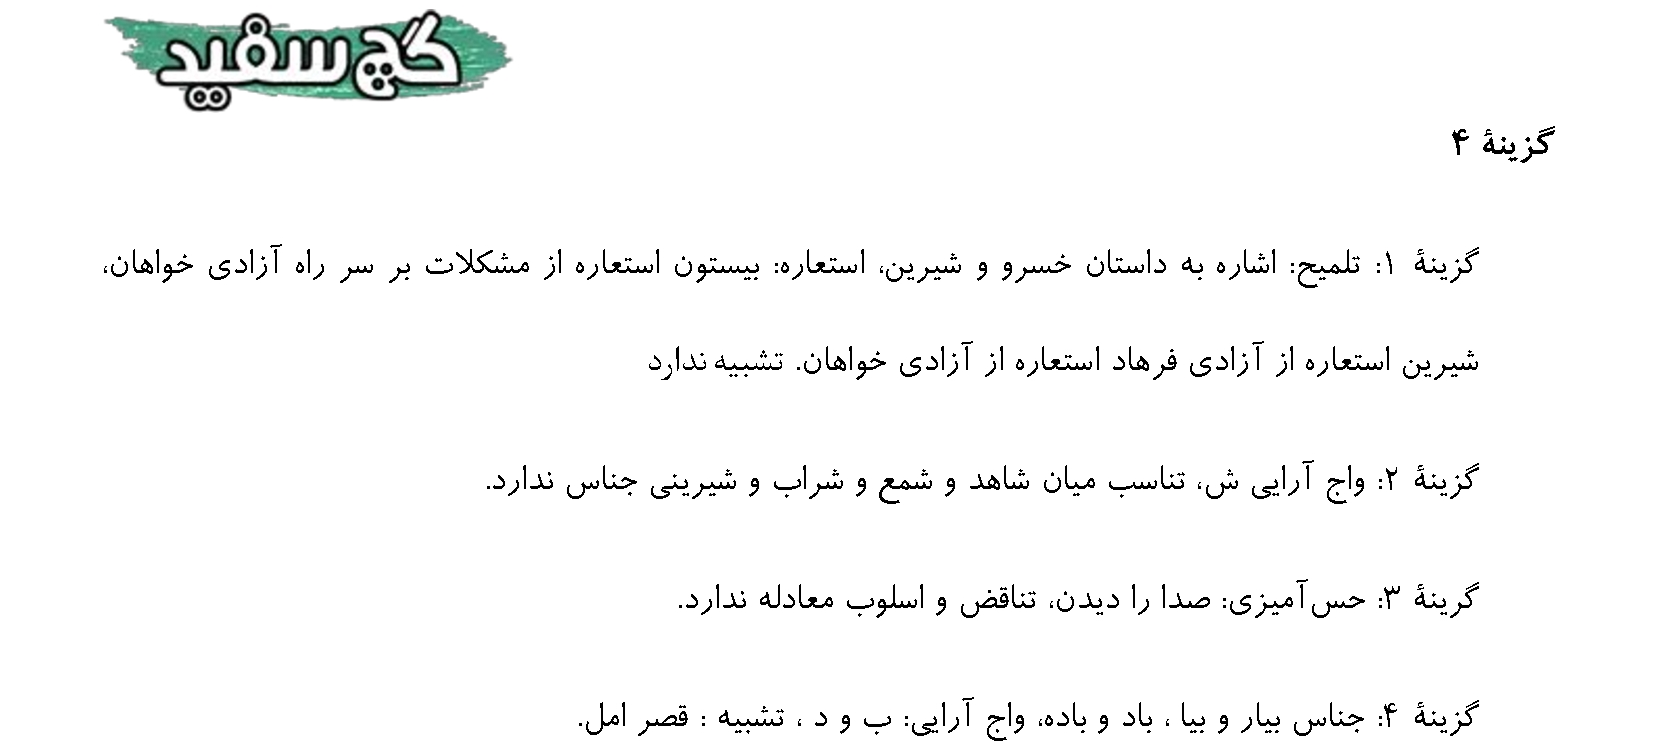 گچ سفید
گزینهٔ ۴
گزینهٔ ۱: تلمیح: اشاره به داستان خسرو و شیرین، استعاره: بیستون استعاره از مشکلات بر سر راه آزادی خواهان،
شیرین استعاره از آزادی فرهاد استعاره از آزادی خواهان. تشبیه ندارد
گزینهٔ ۲: واج آرایی ش، تناسب میان شاهد و شمع و شراب و شیرینی جناس ندارد.
گرینهٔ ۳: حس‌آمیزی: صدا را دیدن، تناقض و اسلوب معادله ندارد.
گزینهٔ ۴: جناس بیار و بیا ، باد و باده، واج آرایی: ب و د ، تشبیه : قصر امل.